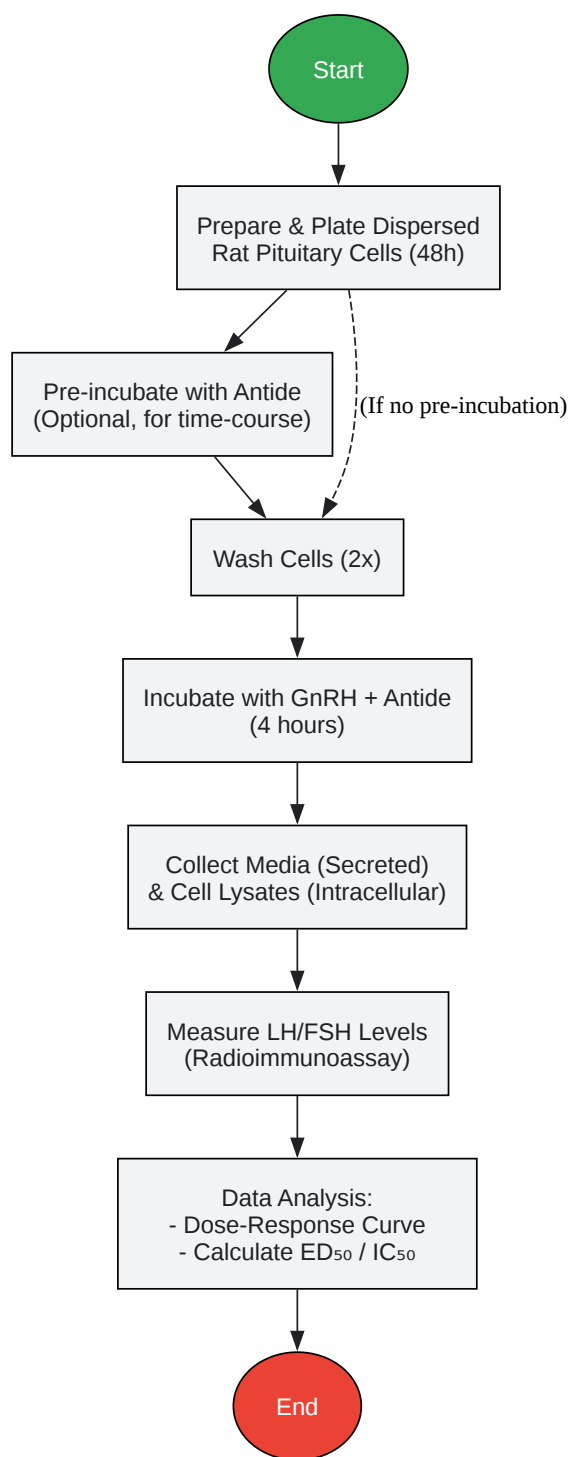 Start
Prepare & Plate Dispersed
Rat Pituitary Cells (48h)
Pre-incubate with Antide
(Optional, for time-course)
(If no pre-incubation)
Wash Cells (2x)
Incubate with GnRH + Antide
(4 hours)
Collect Media (Secreted)
& Cell Lysates (Intracellular)
Measure LH/FSH Levels
(Radioimmunoassay)
Data Analysis:
- Dose-Response Curve
- Calculate ED₅₀ / IC₅₀
End